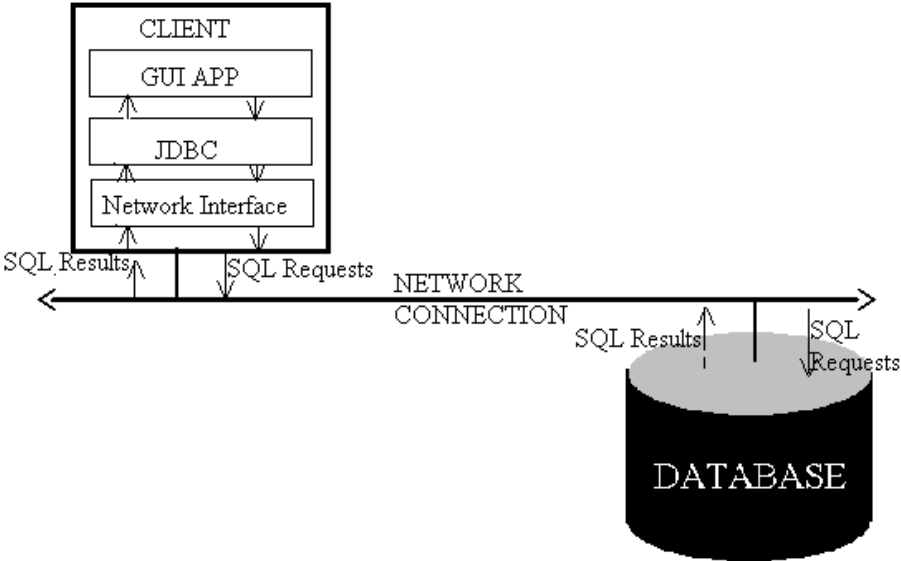 CLIENT
GUI APP
JDBC
Network Interface
SQL Results
SQL Requests
NETWORK
CONNECTION
SQL Results
SQL
Requests
DATABASE